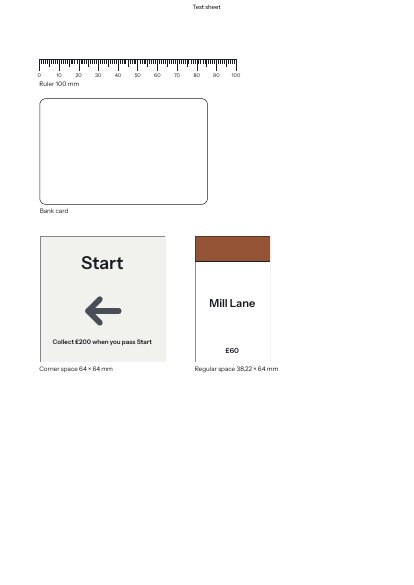 Test sheet
0 10 20 30 40 50 60 70 80 90 100
Ruler 100 mm
Bank card
Start
Collect £200 when you pass Start
Corner space 64 × 64 mm
Mill Lane
£60
Regular space 38,22 × 64 mm